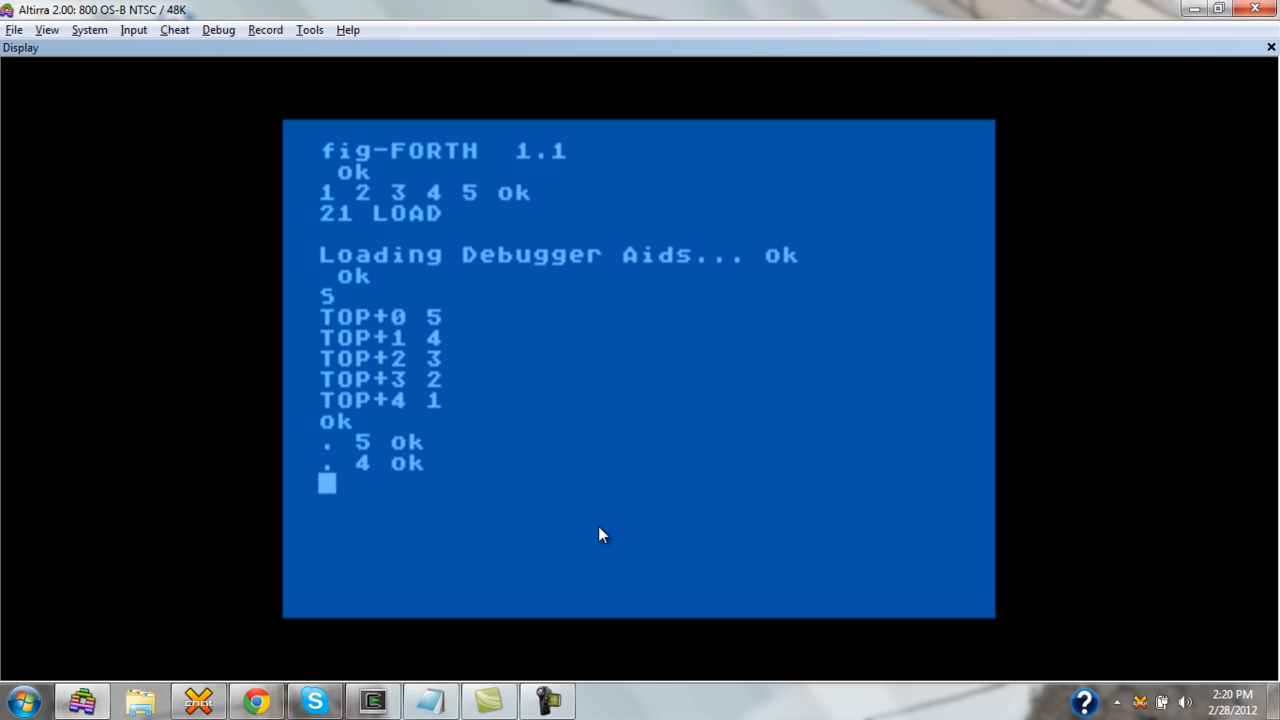 Altirra 2.00: 800 OS-B NTSC / 48K
File View System Input Cheat Debug Record Tools Help
Display
fig-FORTH 1.1
ok
1 2 3 4 5 ok
21 LOAD
Loading Debugger Aids... ok
ok
S
TOP+0 5
TOP+1 4
TOP+2 3
TOP+3 2
TOP+4 1
ok
. 5 ok
. 4 ok
2:20 PM
2/28/2012